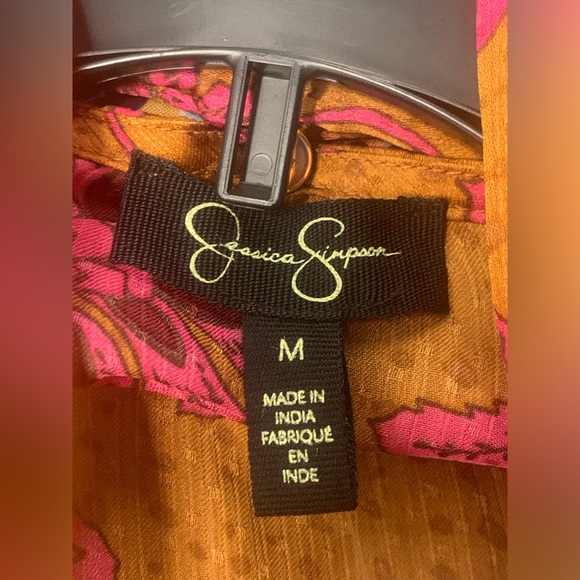 Jessica Simpson
M
MADE IN
INDIA
FABRIQUÉ
EN
INDE